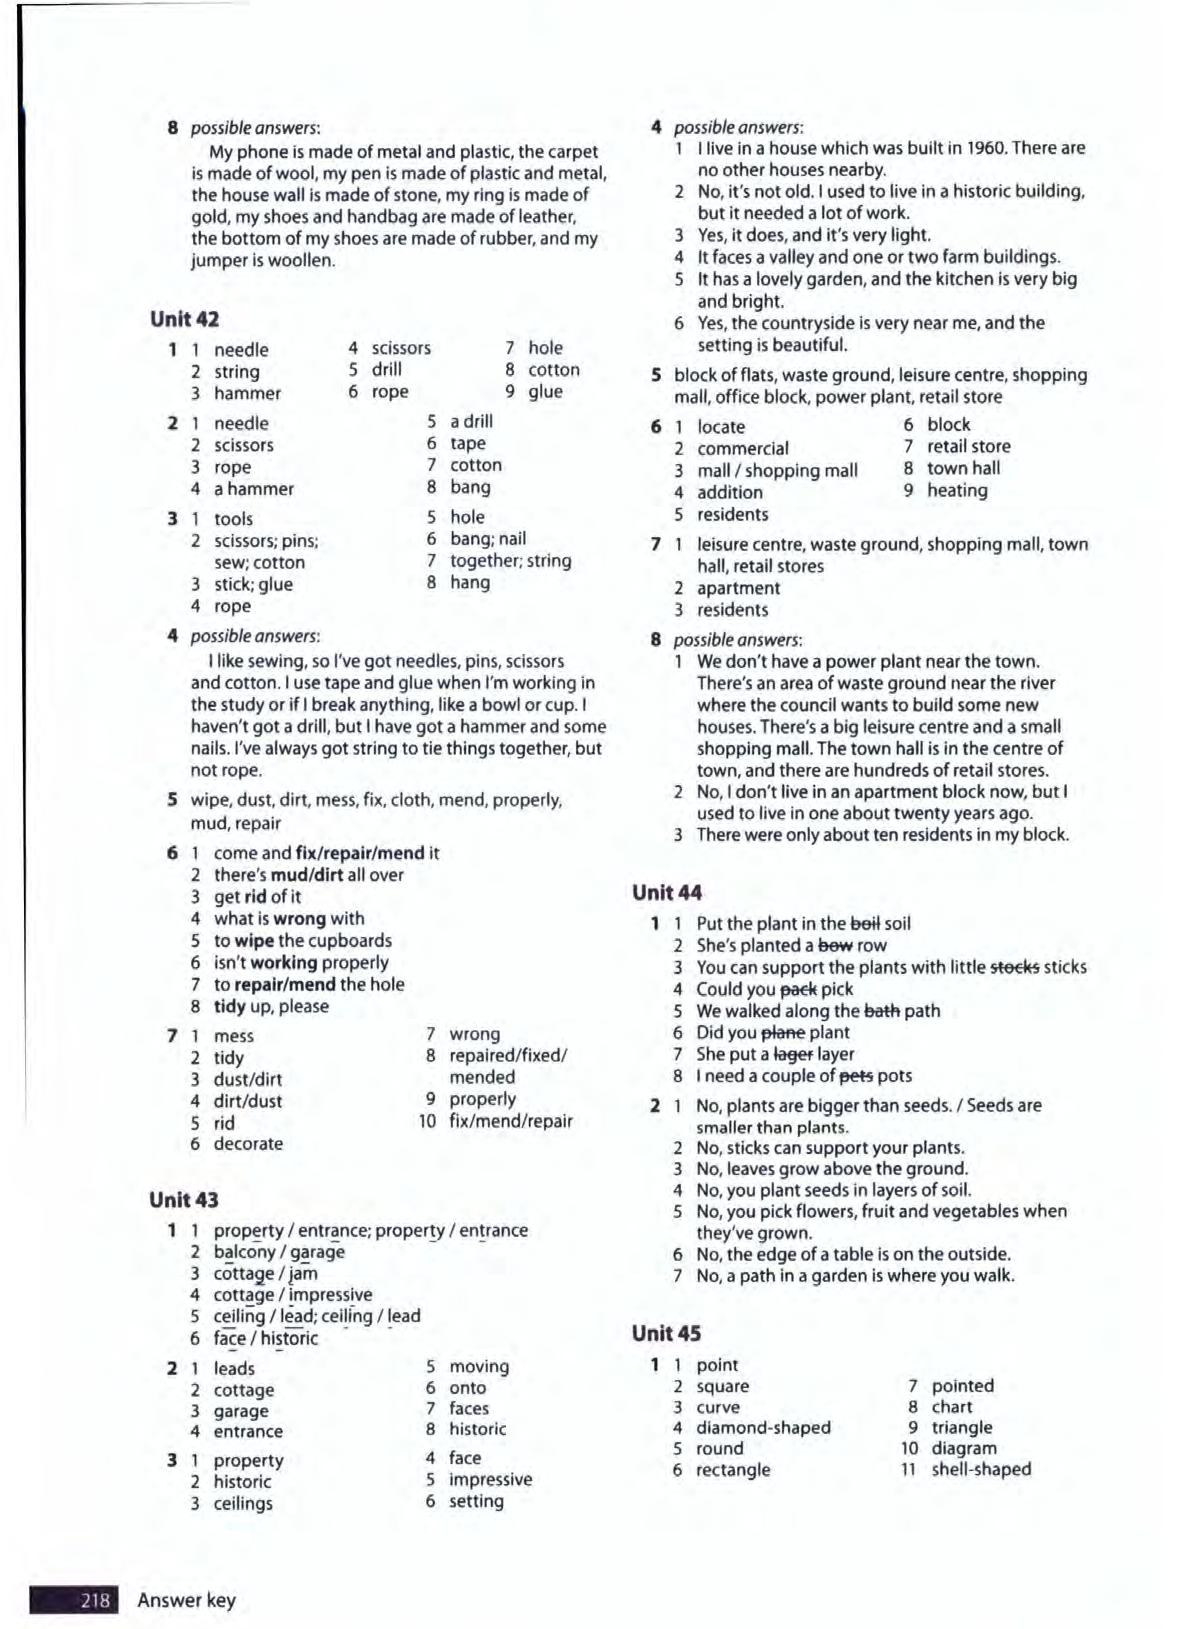 8 possible answers:
My phone is made of metal and plastic, the carpet
is made of wool, my pen is made of plastic and metal,
the house wall is made of stone, my ring is made of
gold, my shoes and handbag are made of leather,
the bottom of my shoes are made of rubber, and my
jumper is woollen.
Unit 42
1 1 needle 4 scissors 7 hole
2 string 5 drill 8 cotton
3 hammer 6 rope 9 glue
2 1 needle 5 a drill
2 scissors 6 tape
3 rope 7 cotton
4 a hammer 8 bang
3 1 tools 5 hole
2 scissors; pins; 6 bang; nail
sew; cotton 7 together; string
3 stick; glue 8 hang
4 rope
4 possible answers:
I like sewing, so I've got needles, pins, scissors
and cotton. I use tape and glue when I'm working in
the study or if I break anything, like a bowl or cup. I
haven't got a drill, but I have got a hammer and some
nails. I've always got string to tie things together, but
not rope.
5 wipe, dust, dirt, mess, fix, cloth, mend, properly,
mud, repair
6 1 come and fix/repair/mend it
2 there's mud/dirt all over
3 get rid of it
4 what is wrong with
5 to wipe the cupboards
6 isn't working properly
7 to repair/mend the hole
8 tidy up, please
7 1 mess 7 wrong
2 tidy 8 repaired/fixed/
3 dust/dirt mended
4 dirt/dust 9 properly
5 rid 10 fix/mend/repair
6 decorate
Unit 43
1 1 property / entrance; property / entrance
2 balcony / garage
3 cottage / jam
4 cottage / impressive
5 ceiling / lead; ceiling / lead
6 face / historic
2 1 leads 5 moving
2 cottage 6 onto
3 garage 7 faces
4 entrance 8 historic
3 1 property 4 face
2 historic 5 impressive
3 ceilings 6 setting
4 possible answers:
1 I live in a house which was built in 1960. There are
no other houses nearby.
2 No, it's not old. I used to live in a historic building,
but it needed a lot of work.
3 Yes, it does, and it's very light.
4 It faces a valley and one or two farm buildings.
5 It has a lovely garden, and the kitchen is very big
and bright.
6 Yes, the countryside is very near me, and the
setting is beautiful.
5 block of flats, waste ground, leisure centre, shopping
mall, office block, power plant, retail store
6 1 locate 6 block
2 commercial 7 retail store
3 mall / shopping mall 8 town hall
4 addition 9 heating
5 residents
7 1 leisure centre, waste ground, shopping mall, town
hall, retail stores
2 apartment
3 residents
8 possible answers:
1 We don't have a power plant near the town.
There's an area of waste ground near the river
where the council wants to build some new
houses. There's a big leisure centre and a small
shopping mall. The town hall is in the centre of
town, and there are hundreds of retail stores.
2 No, I don't live in an apartment block now, but I
used to live in one about twenty years ago.
3 There were only about ten residents in my block.
Unit 44
1 1 Put the plant in the boil soil
2 She's planted a bow row
3 You can support the plants with little stocks sticks
4 Could you pack pick
5 We walked along the bath path
6 Did you plane plant
7 She put a lager layer
8 I need a couple of pets pots
2 1 No, plants are bigger than seeds. / Seeds are
smaller than plants.
2 No, sticks can support your plants.
3 No, leaves grow above the ground.
4 No, you plant seeds in layers of soil.
5 No, you pick flowers, fruit and vegetables when
they've grown.
6 No, the edge of a table is on the outside.
7 No, a path in a garden is where you walk.
Unit 45
1 1 point
2 square 7 pointed
3 curve 8 chart
4 diamond-shaped 9 triangle
5 round 10 diagram
6 rectangle 11 shell-shaped
218 Answer key